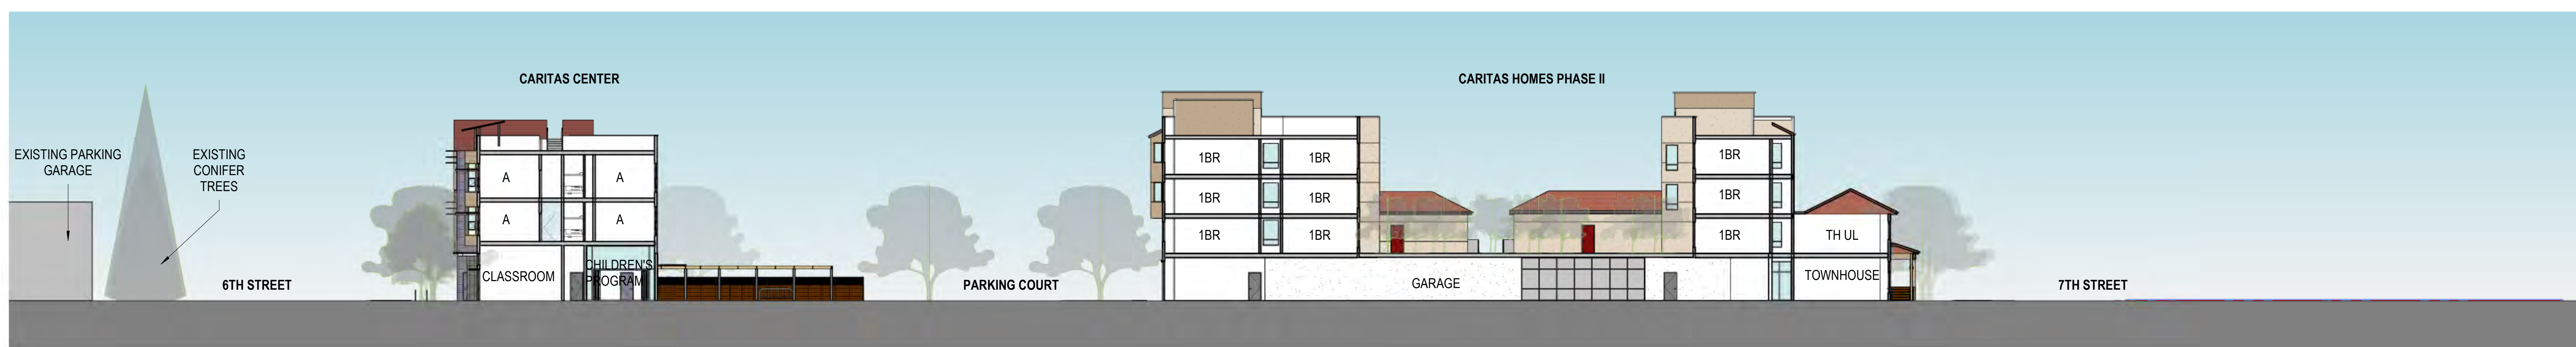 CARITAS CENTER
CARITAS HOMES PHASE II
EXISTING PARKING
GARAGE
EXISTING
CONIFER
TREES
A
A
A
A
CLASSROOM
CHILDREN'S
PROGRAM
6TH STREET
PARKING COURT
1BR
1BR
1BR
1BR
1BR
1BR
GARAGE
1BR
1BR
1BR
TH UL
TOWNHOUSE
7TH STREET